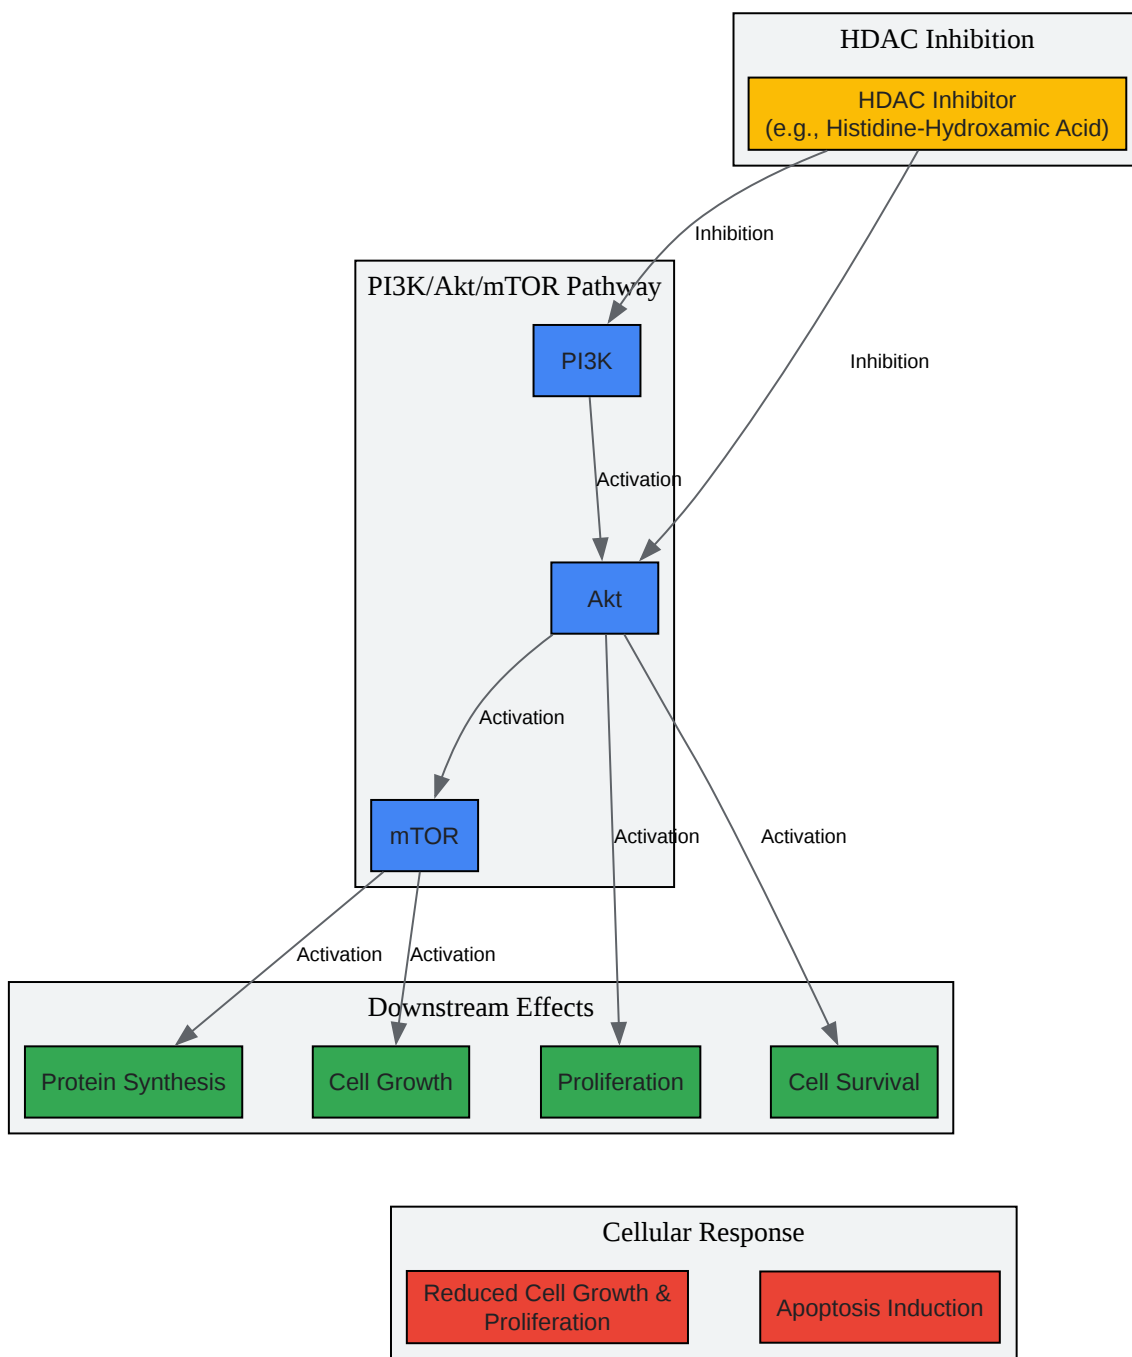 HDAC Inhibition
HDAC Inhibitor
(e.g., Histidine-Hydroxamic Acid)
Inhibition
PI3K/Akt/mTOR Pathway
PI3K
Inhibition
Activation
Akt
Activation
mTOR
Activation
Activation
Activation
Activation
Downstream Effects
Protein Synthesis
Cell Growth
Proliferation
Cell Survival
Cellular Response
Reduced Cell Growth &
Proliferation
Apoptosis Induction